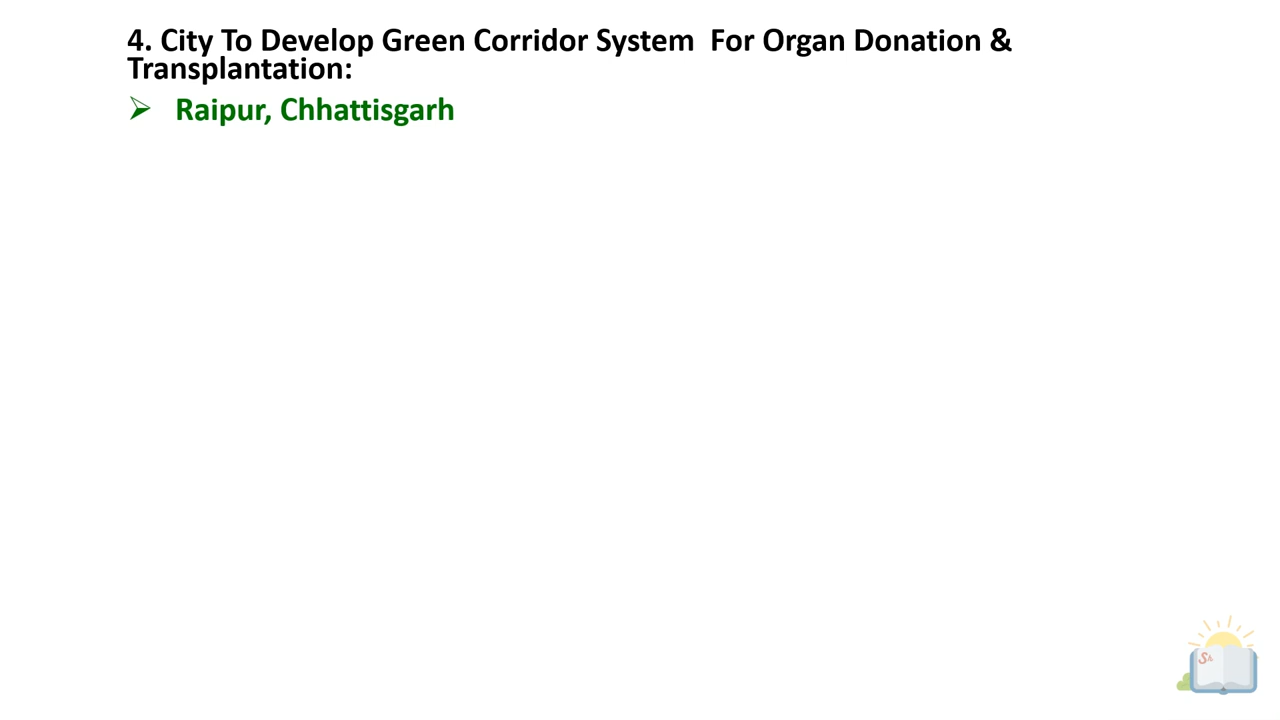 4. City To Develop Green Corridor System  For Organ Donation &
Transplantation:
➢ Raipur, Chhattisgarh